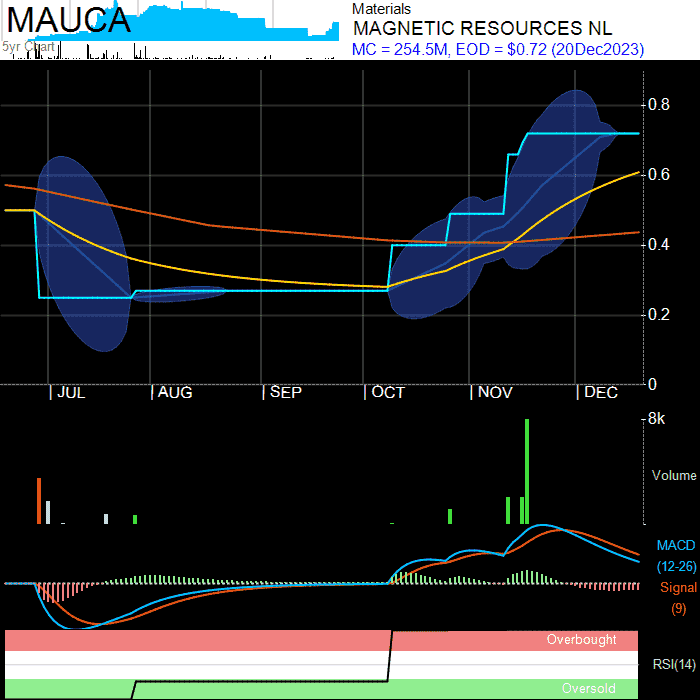 MAUCA
5yr Chart
Materials
MAGNETIC RESOURCES NL
MC = 254.5M, EOD = $0.72 (20Dec2023)
0.8
0.6
0.4
0.2
0
JUL AUG SEP OCT NOV DEC
8k
Volume
MACD
(12-26)
Signal
(9)
Overbought
RSI(14)
Oversold